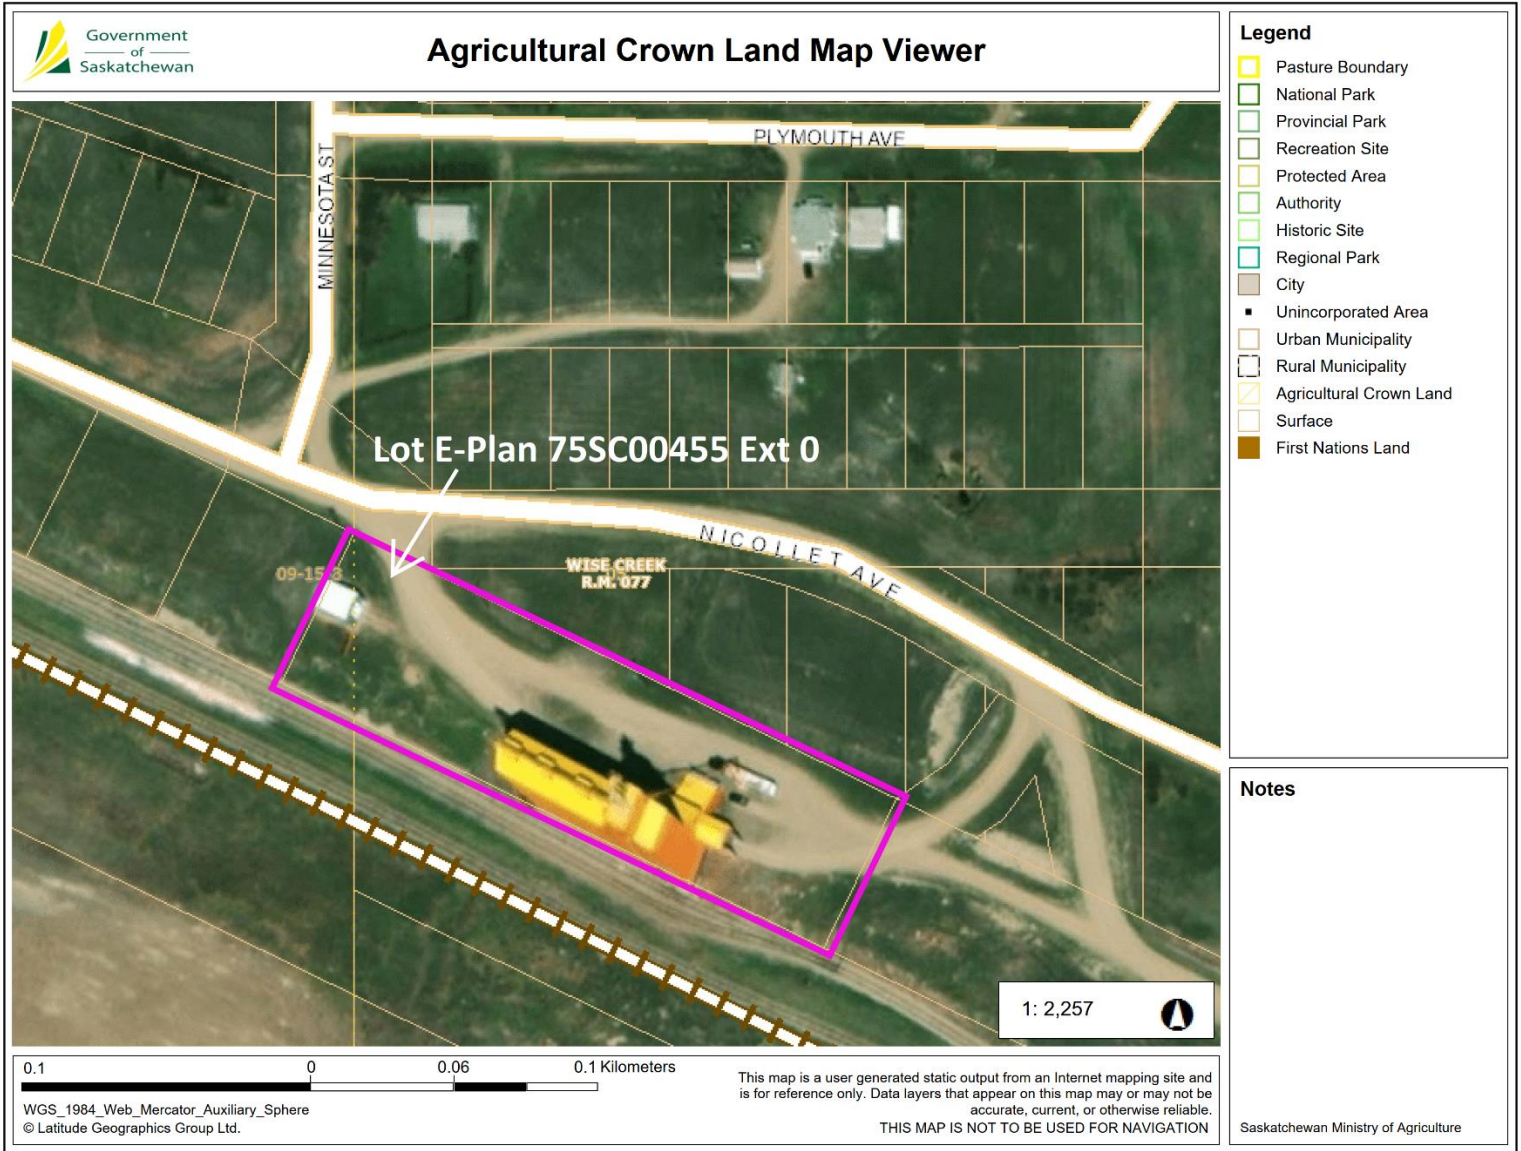 Government
of
Saskatchewan
Agricultural Crown Land Map Viewer
PLYMOUTH AVE
MINNESOTA ST
Lot E-Plan 75SC00455 Ext 0
NICOLLET AVE
WISE CREEK
R.M. 077
1: 2,257
0.1 0 0.06 0.1 Kilometers
WGS_1984_Web_Mercator_Auxiliary_Sphere
© Latitude Geographics Group Ltd.
This map is a user generated static output from an Internet mapping site and
is for reference only. Data layers that appear on this map may or may not be
accurate, current, or otherwise reliable.
THIS MAP IS NOT TO BE USED FOR NAVIGATION
Legend
Pasture Boundary
National Park
Provincial Park
Recreation Site
Protected Area
Authority
Historic Site
Regional Park
City
Unincorporated Area
Urban Municipality
Rural Municipality
Agricultural Crown Land
Surface
First Nations Land
Notes
Saskatchewan Ministry of Agriculture